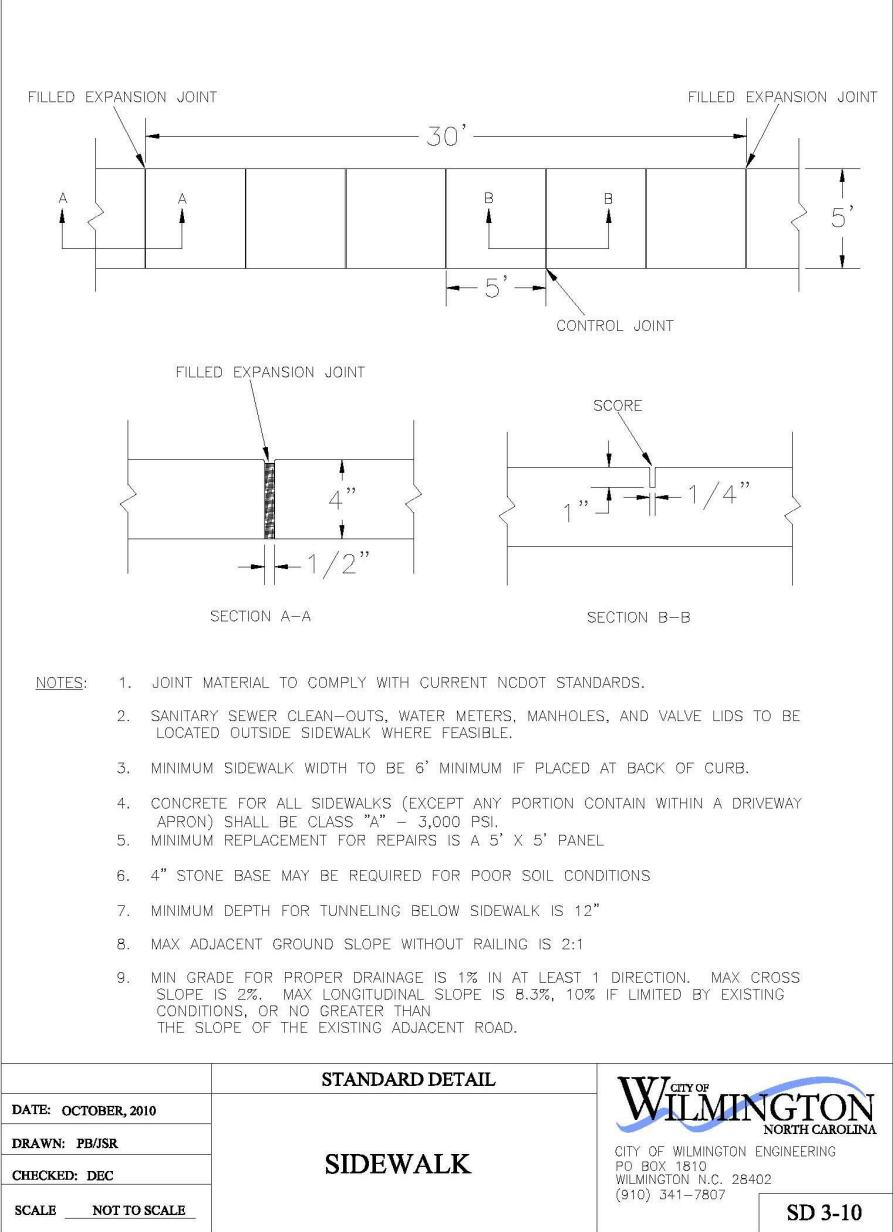 FILLED EXPANSION JOINT
FILLED EXPANSION JOINT
30'
A
A
B
B
5'
5'
CONTROL JOINT
FILLED EXPANSION JOINT
SCORE
4"
1"
1/4"
1/2"
SECTION A-A
SECTION B-B
NOTES:
1. JOINT MATERIAL TO COMPLY WITH CURRENT NCDOT STANDARDS.
2. SANITARY SEWER CLEAN-OUTS, WATER METERS, MANHOLES, AND VALVE LIDS TO BE
LOCATED OUTSIDE SIDEWALK WHERE FEASIBLE.
3. MINIMUM SIDEWALK WIDTH TO BE 6' MINIMUM IF PLACED AT BACK OF CURB.
4. CONCRETE FOR ALL SIDEWALKS (EXCEPT ANY PORTION CONTAIN WITHIN A DRIVEWAY
APRON) SHALL BE CLASS "A" - 3,000 PSI.
5. MINIMUM REPLACEMENT FOR REPAIRS IS A 5' X 5' PANEL
6. 4" STONE BASE MAY BE REQUIRED FOR POOR SOIL CONDITIONS
7. MINIMUM DEPTH FOR TUNNELING BELOW SIDEWALK IS 12"
8. MAX ADJACENT GROUND SLOPE WITHOUT RAILING IS 2:1
9. MIN GRADE FOR PROPER DRAINAGE IS 1% IN AT LEAST 1 DIRECTION. MAX CROSS
SLOPE IS 2%. MAX LONGITUDINAL SLOPE IS 8.3%, 10% IF LIMITED BY EXISTING
CONDITIONS, OR NO GREATER THAN
THE SLOPE OF THE EXISTING ADJACENT ROAD.
DATE: OCTOBER, 2010
DRAWN: PB/JSR
CHECKED: DEC
SCALE NOT TO SCALE
STANDARD DETAIL
SIDEWALK
CITY OF
WILMINGTON
NORTH CAROLINA
CITY OF WILMINGTON ENGINEERING
PO BOX 1810
WILMINGTON N.C. 28402
(910) 341-7807
SD 3-10